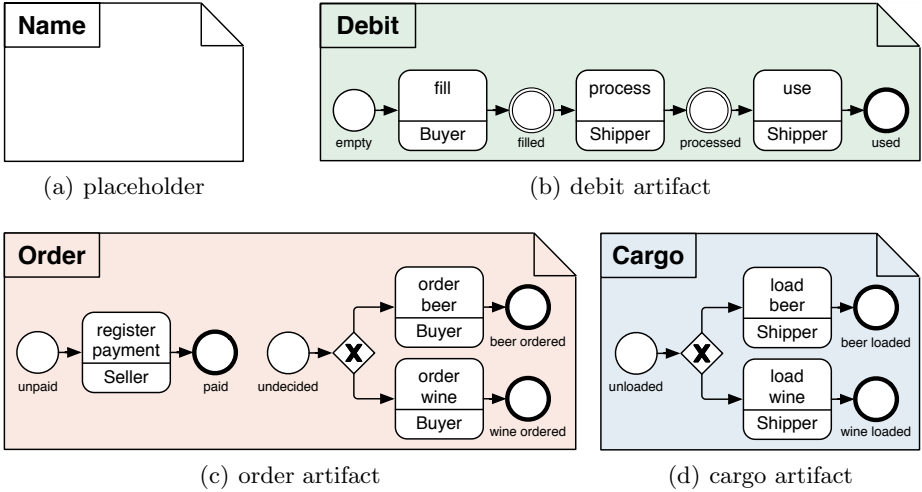 Name
Debit
fill
Buyer
process
Shipper
use
Shipper
empty
filled
processed
used
(a) placeholder
(b) debit artifact
Order
register
payment
Seller
unpaid
paid
undecided
order
beer
Buyer
beer ordered
order
wine
Buyer
wine ordered
Cargo
unloaded
load
beer
Shipper
beer loaded
load
wine
Shipper
wine loaded
(c) order artifact
(d) cargo artifact